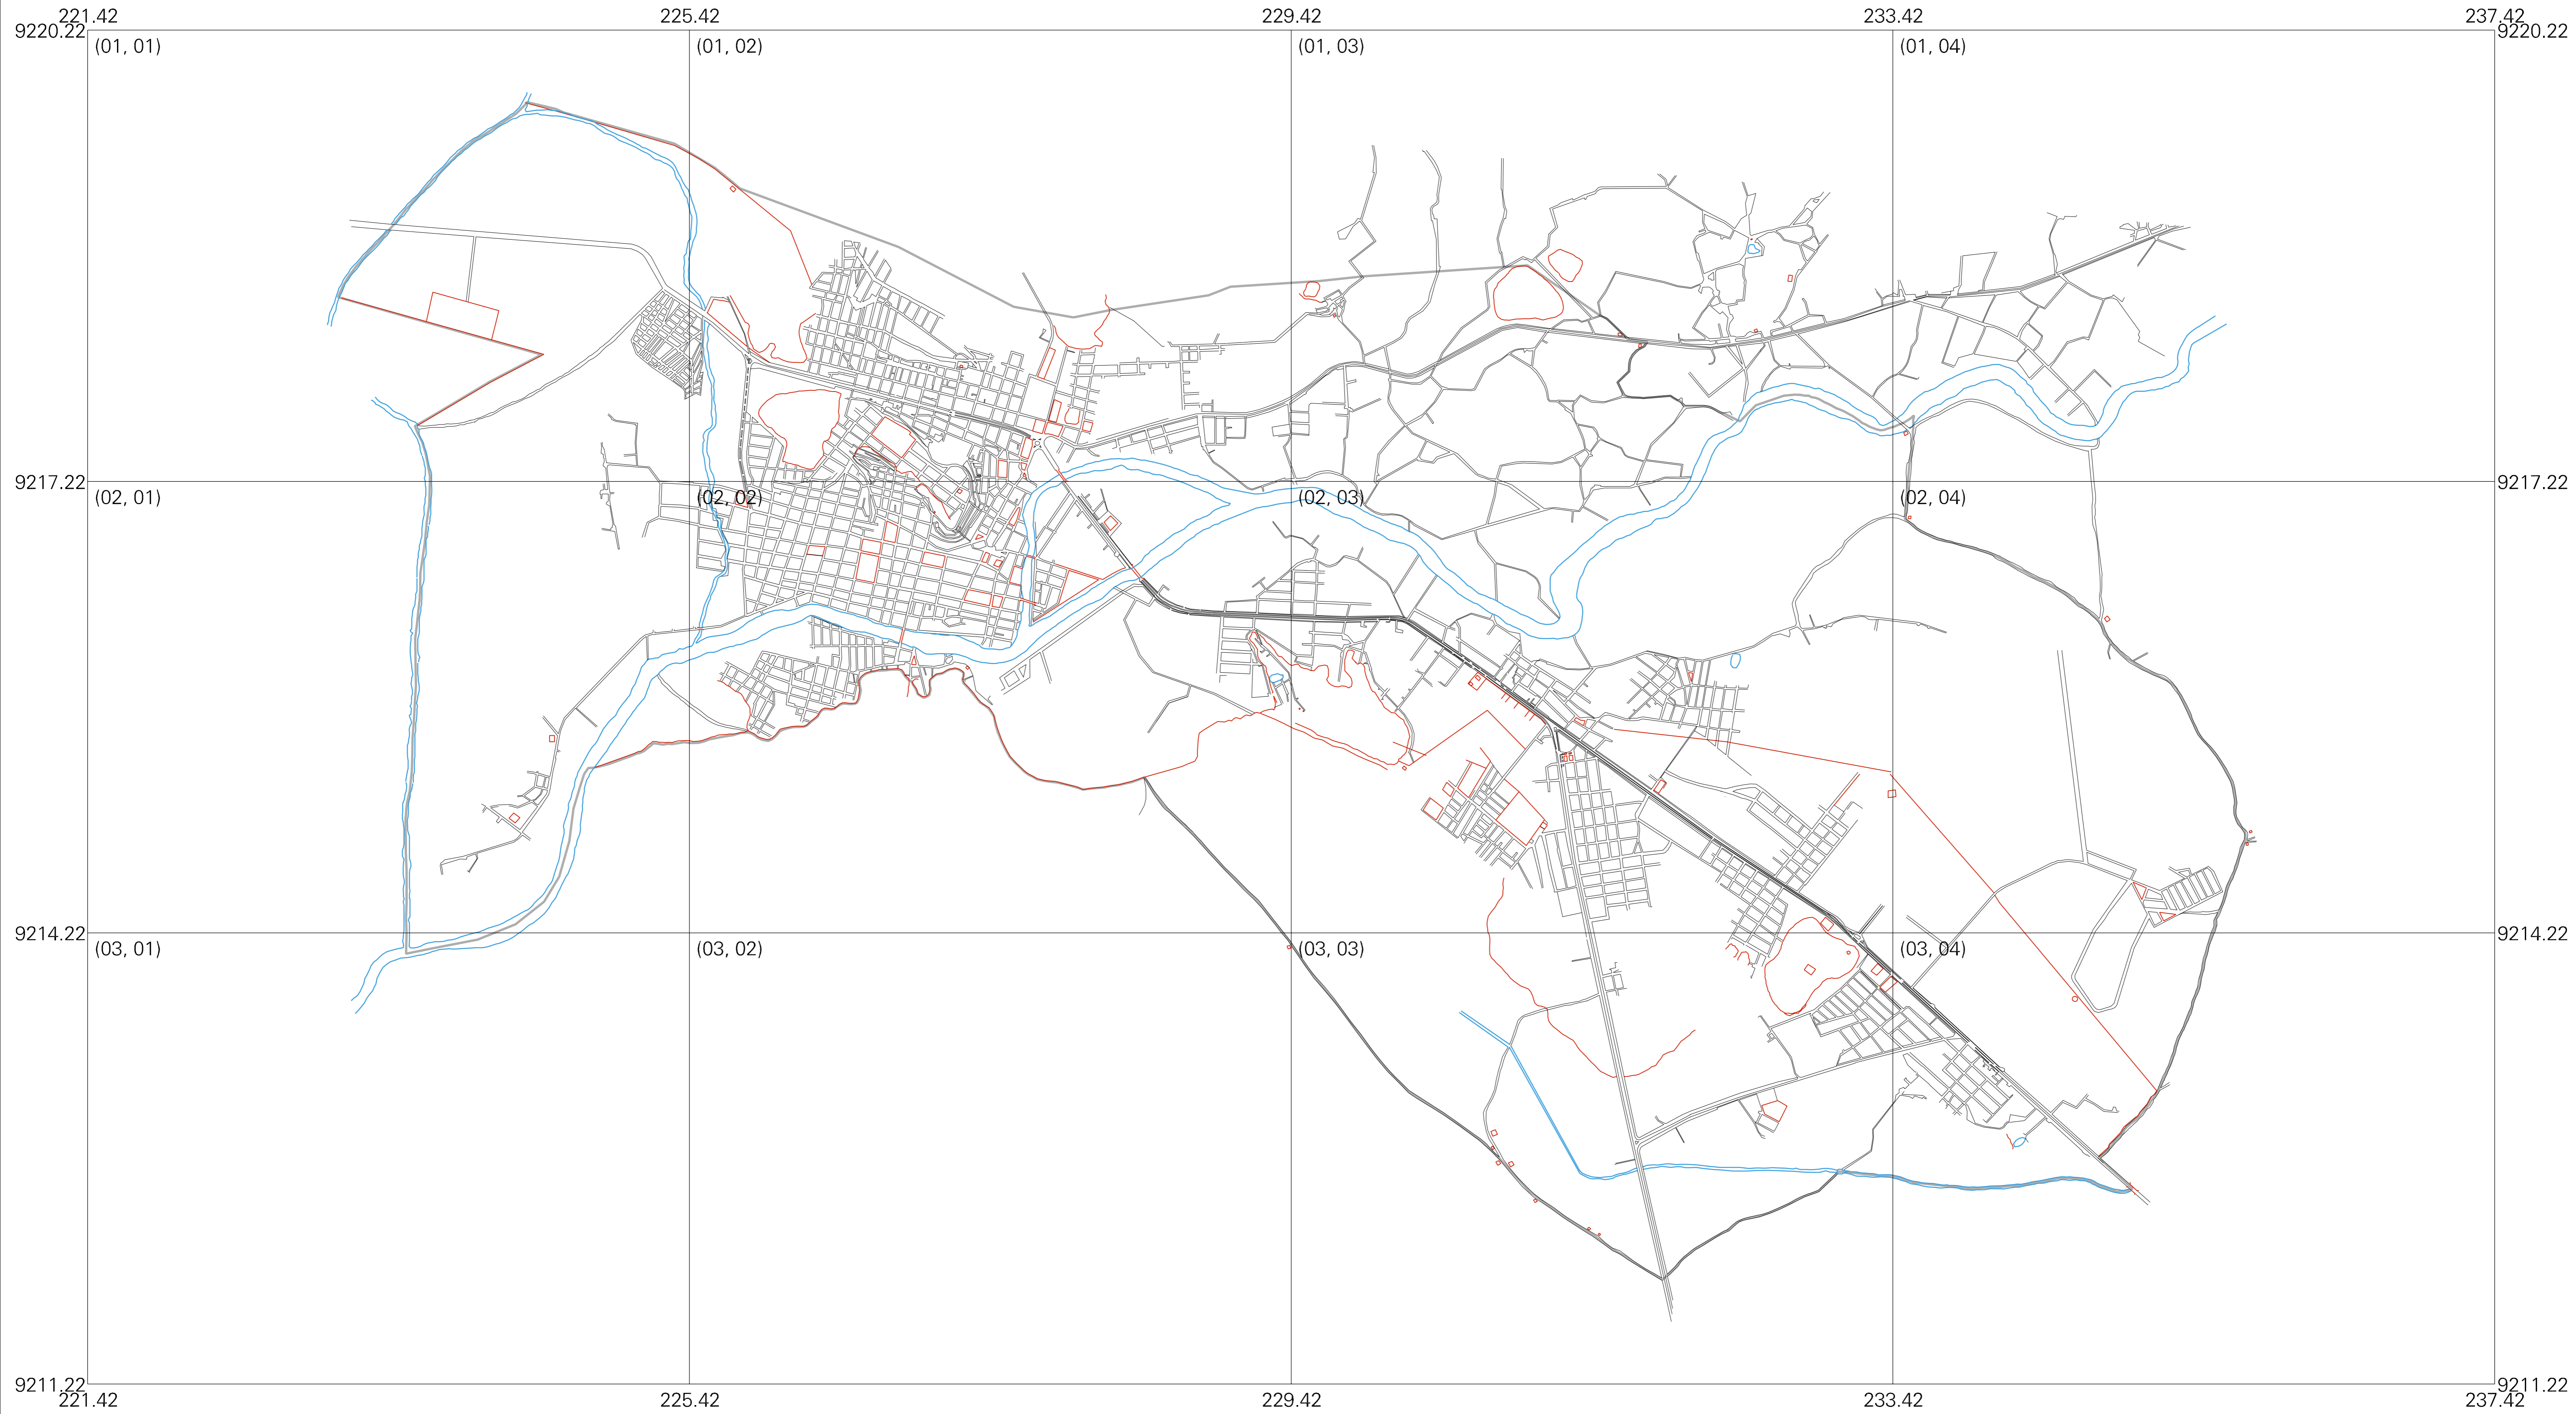 221.42 225.42 229.42 233.42 237.42
9220.22 9220.22
(01, 01) (01, 02) (01, 03) (01, 04)
9217.22 9217.22
(02, 01) (02, 02) (02, 03) (02, 04)
9214.22 9214.22
(03, 01) (03, 02) (03, 03) (03, 04)
9211.22 9211.22
221.42 225.42 229.42 233.42 237.42